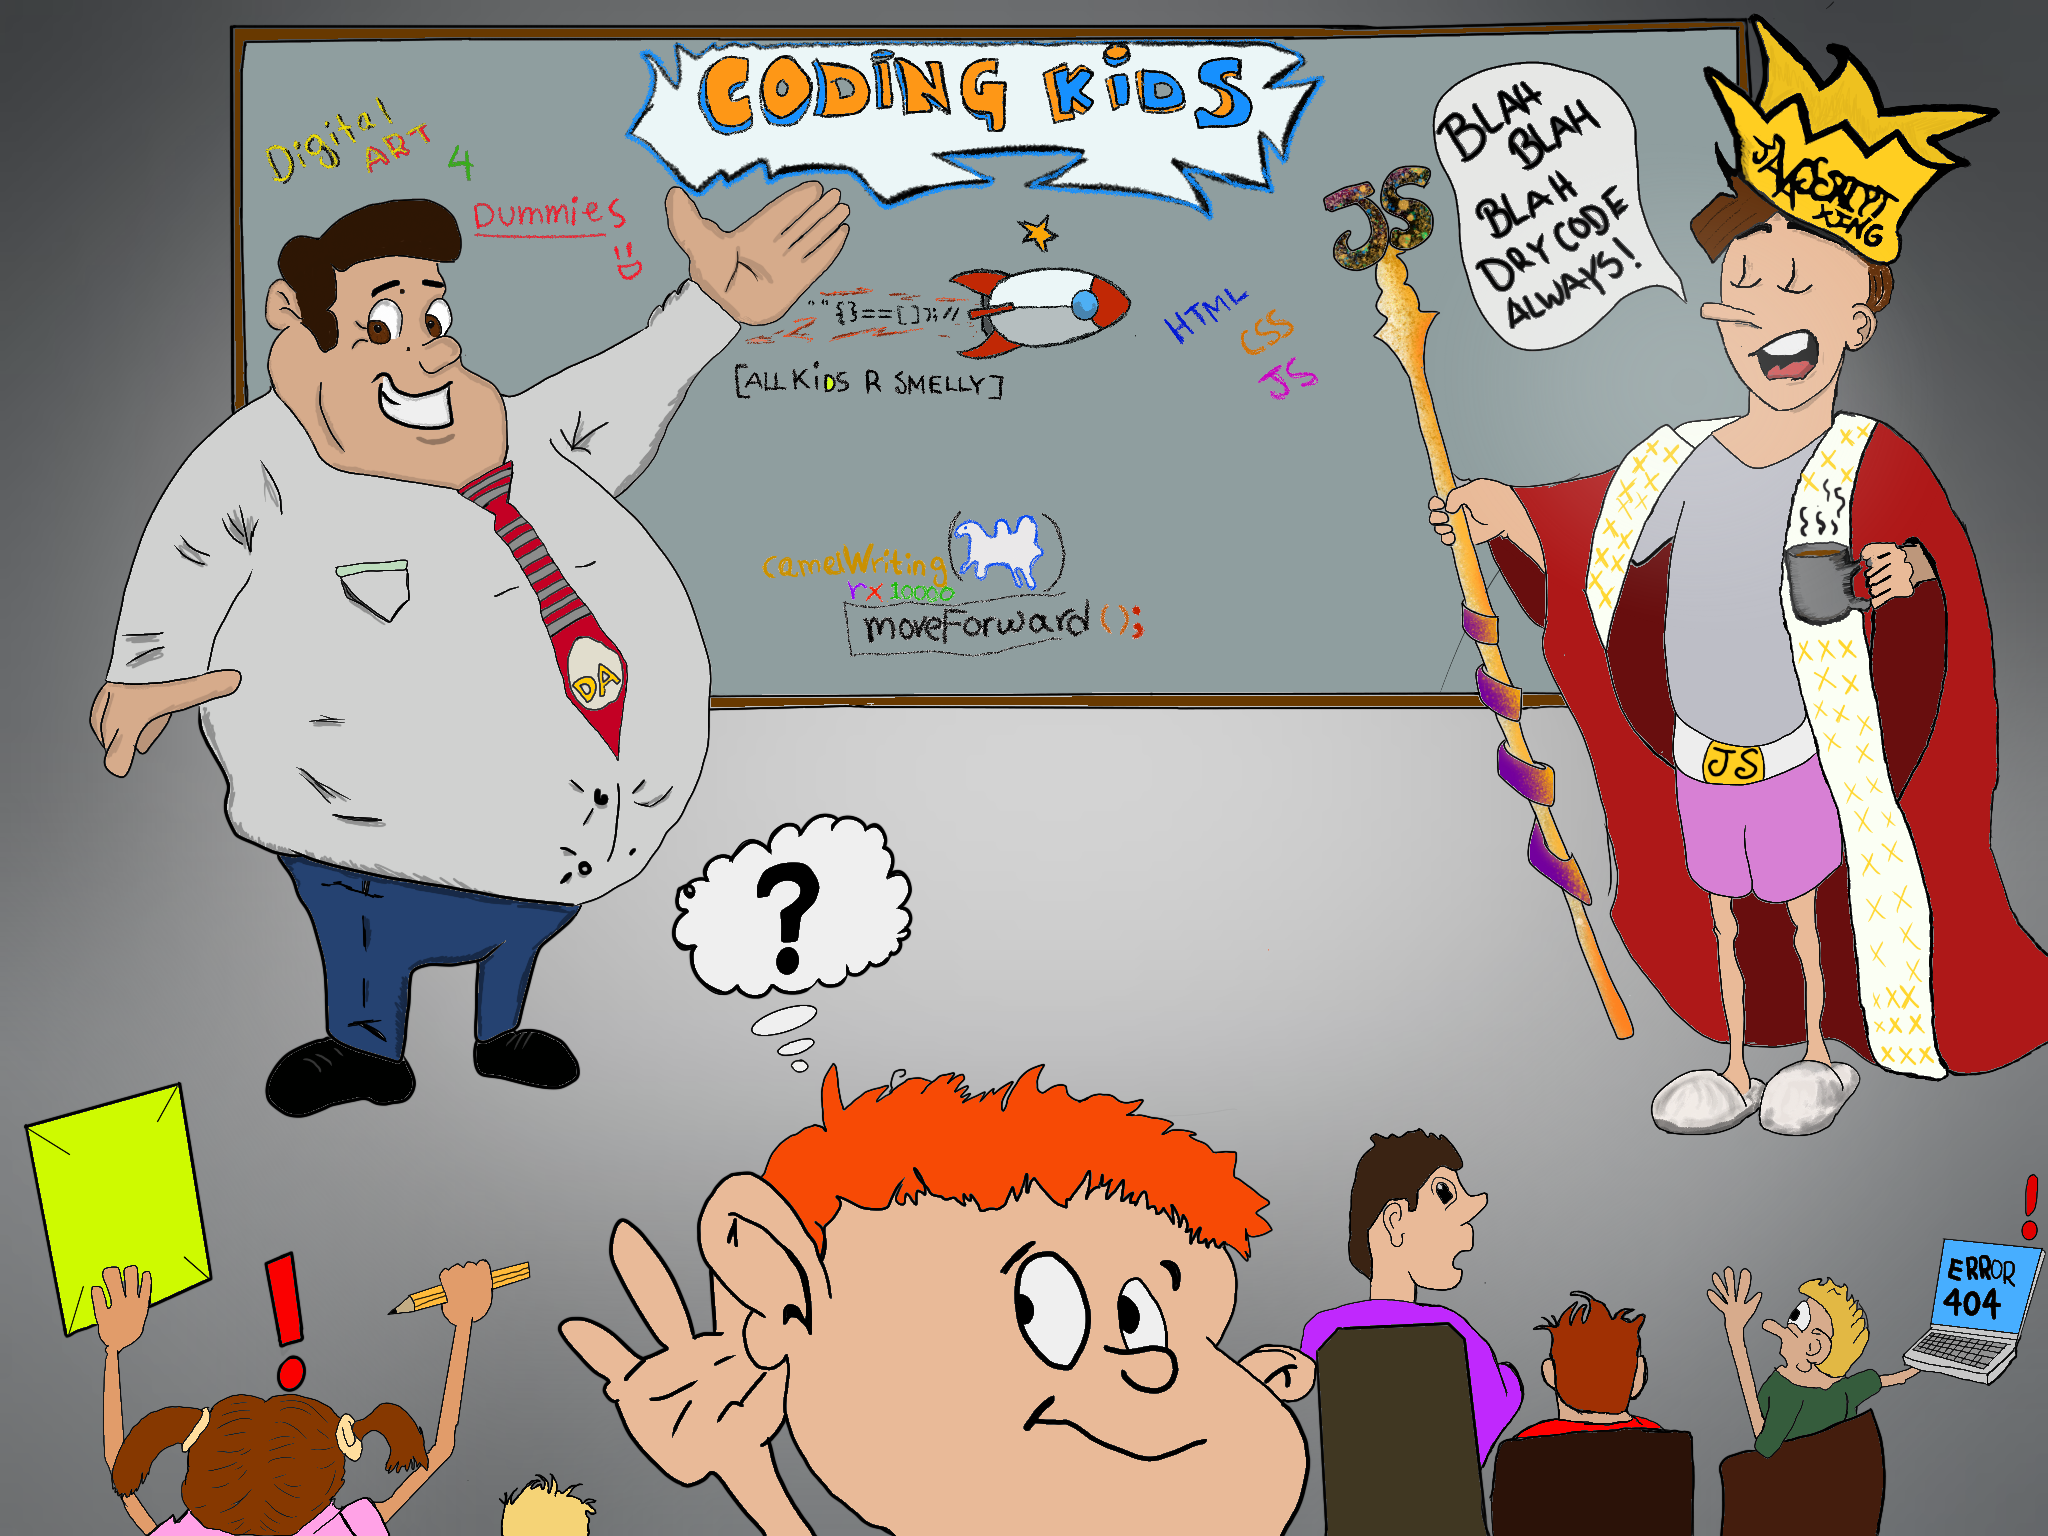 CODING KiDS
Digital
ART
4
Dummies
""{}==[]};//
[ALL KiDS R SMELLY]
HTML
CSS
JS
camelWriting
( )
r x 10000
moveForward();
DA
JS
BLAH
BLAH
BLAH
DRY CODE
ALWAYS!
KING
JS
?
!
!
ERROR
404